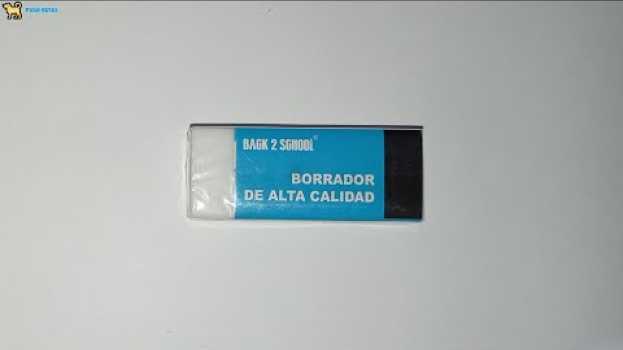 BACK 2 SCHOOL®
BORRADOR
DE ALTA CALIDAD